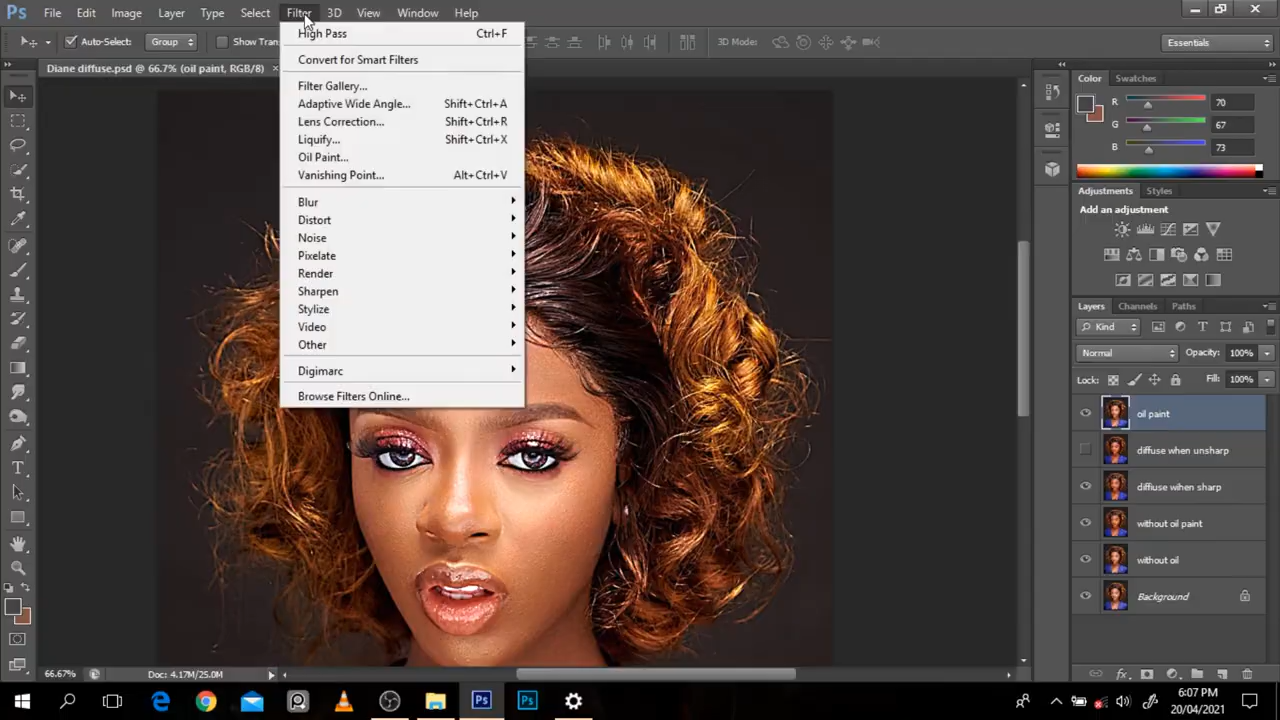 Ps File Edit Image Layer Type Select Filter 3D View Window Help
Auto-Select: Group Show Tran 3D Mode: Essentials
Diane diffuse.psd @ 66.7% (oil paint, RGB/8) ×
High Pass Ctrl+F
Convert for Smart Filters
Filter Gallery...
Adaptive Wide Angle... Shift+Ctrl+A
Lens Correction... Shift+Ctrl+R
Liquify... Shift+Ctrl+X
Oil Paint...
Vanishing Point... Alt+Ctrl+V
Blur
Distort
Noise
Pixelate
Render
Sharpen
Stylize
Video
Other
Digimarc
Browse Filters Online...
Color Swatches
R 70
G 67
B 73
Adjustments Styles
Add an adjustment
Layers Channels Paths
Kind
Normal Opacity: 100%
Lock: Fill: 100%
oil paint
diffuse when unsharp
diffiuse when sharp
without oil paint
without oil
Background
66.67% Doc: 4.17M/25.0M
6:07 PM
20/04/2021